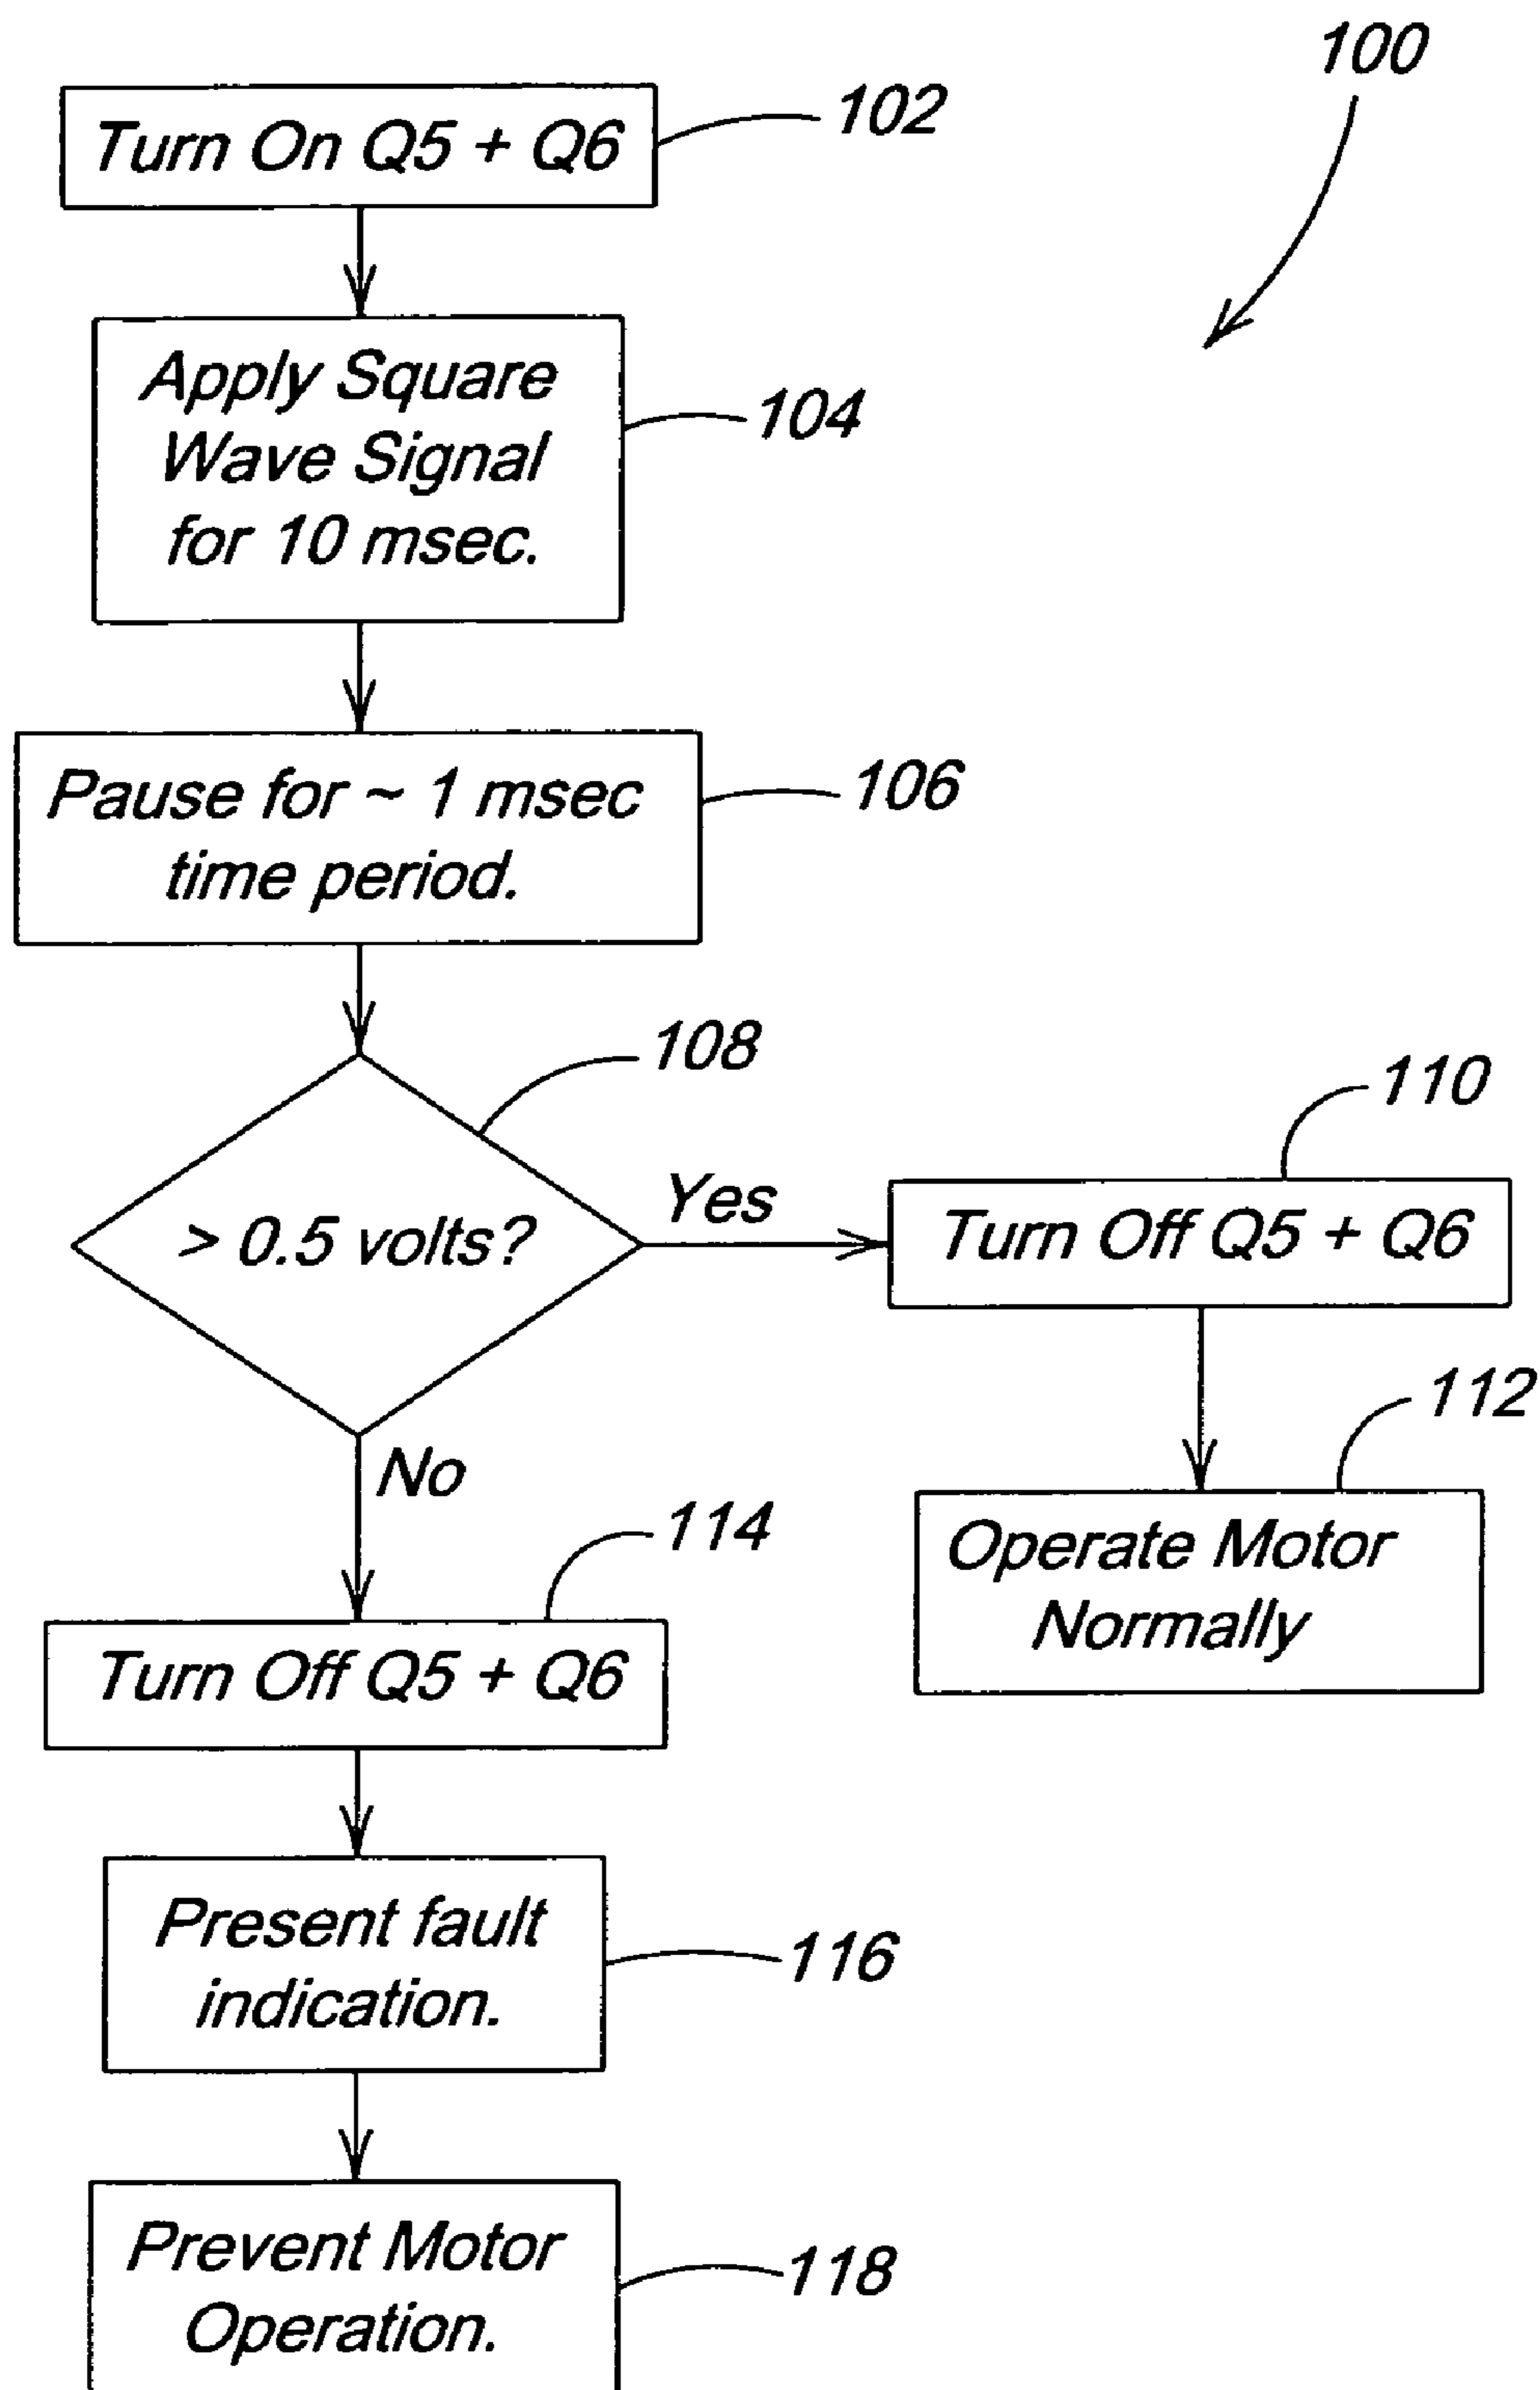 100
Turn On Q5 + Q6
102
Apply Square
Wave Signal
for 10 msec.
104
Pause for ~ 1 msec
time period.
106
108
> 0.5 volts?
Yes
110
Turn Off Q5 + Q6
112
Operate Motor
Normally
No
114
Turn Off Q5 + Q6
Present fault
indication.
116
Prevent Motor
Operation.
118